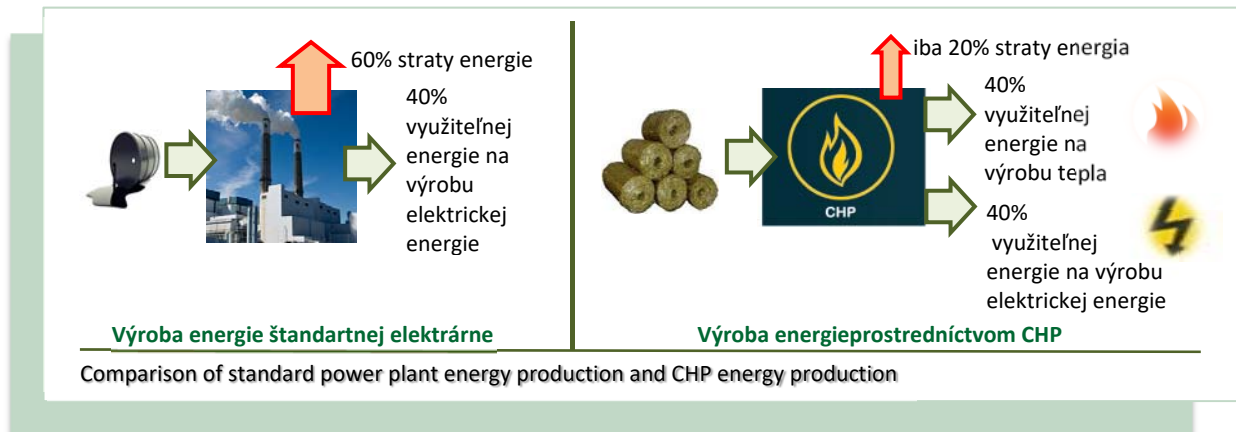 60% straty energie
40%
využiteľnej
energie na
výrobu
elektrickej
energie
Výroba energie štandartnej elektrárne
iba 20% straty energia
40%
využiteľnej
energie na
výrobu tepla
CHP
40%
využiteľnej
energie na výrobu
elektrickej energie
Výroba energieprostredníctvom CHP
Comparison of standard power plant energy production and CHP energy production